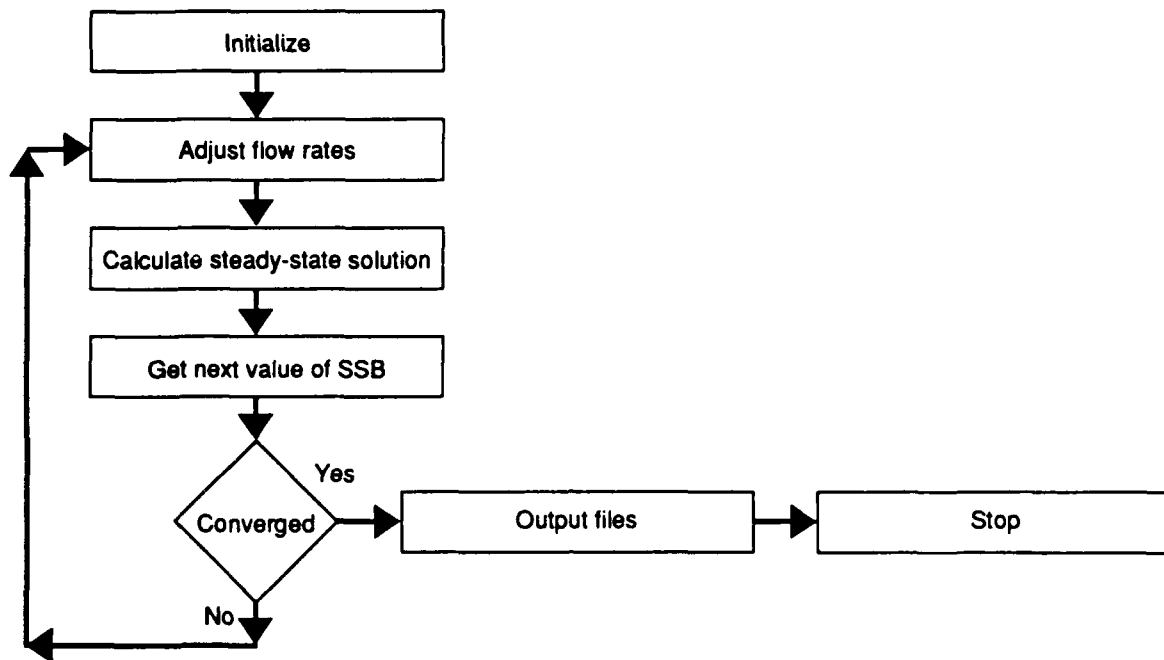 Initialize
Adjust flow rates
Calculate steady-state solution
Get next value of SSB
Yes
Converged
Output files
Stop
No